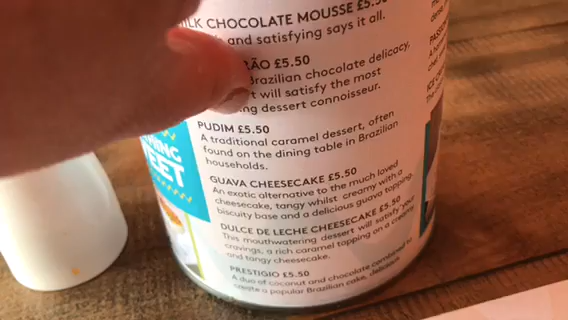 MILK CHOCOLATE MOUSSE £5.50
and satisfying says it all.
RÃO £5.50
Brazilian chocolate delicacy,
t will satisfy the most
ng dessert connoisseur.
PUDIM £5.50
A traditional caramel dessert, often
found on the dining table in Brazilian
households.
GUAVA CHEESECAKE £5.50
An exotic alternative to the much loved
cheesecake, tangy whilst creamy with a
biscuity base and a delicious guava topping.
DULCE DE LECHE CHEESECAKE £5.50
This mouthwatering dessert will satisfy your
cravings, a rich caramel topping on a creamy
and tangy cheesecake.
PRESTIGIO £5.50
A duo of coconut and chocolate combined to
create a popular Brazilian cake, delicious